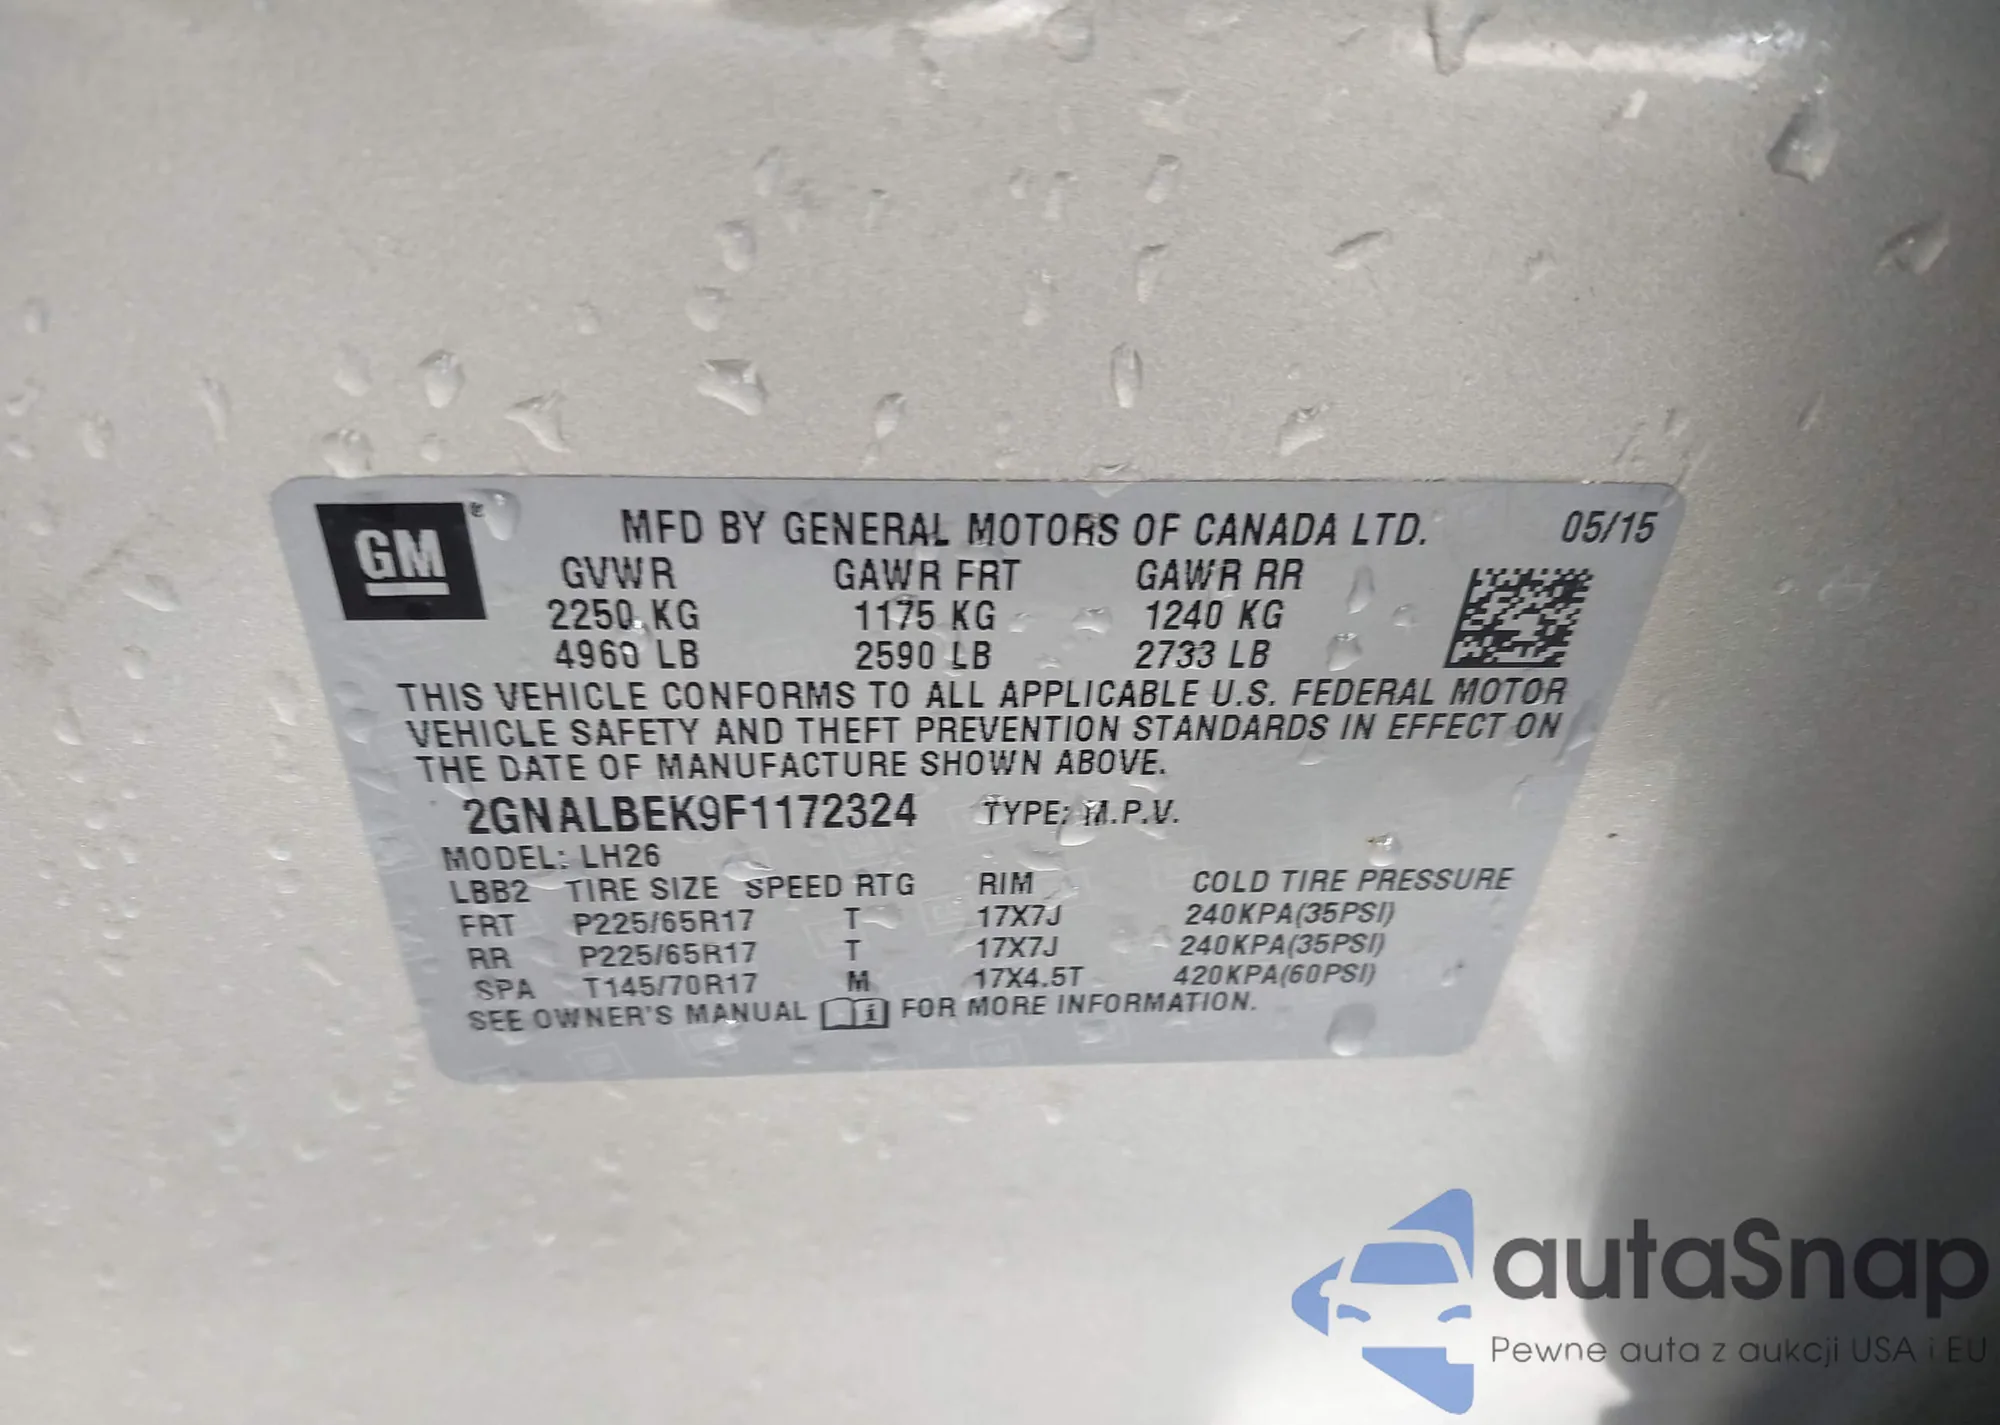 GM®
MFD BY GENERAL MOTORS OF CANADA LTD. 05/15
GVWR GAWR FRT GAWR RR
2250 KG 1175 KG 1240 KG
4960 LB 2590 LB 2733 LB
THIS VEHICLE CONFORMS TO ALL APPLICABLE U.S. FEDERAL MOTOR
VEHICLE SAFETY AND THEFT PREVENTION STANDARDS IN EFFECT ON
THE DATE OF MANUFACTURE SHOWN ABOVE.
2GNALBEK9F1172324 TYPE: M.P.V.
MODEL: LH26
LBB2 TIRE SIZE SPEED RTG RIM COLD TIRE PRESSURE
FRT P225/65R17 T 17X7J 240KPA(35PSI)
RR P225/65R17 T 17X7J 240KPA(35PSI)
SPA T145/70R17 M 17X4.5T 420KPA(60PSI)
SEE OWNER'S MANUAL i FOR MORE INFORMATION.
autaSnap
Pewne auta z aukcji USA i EU